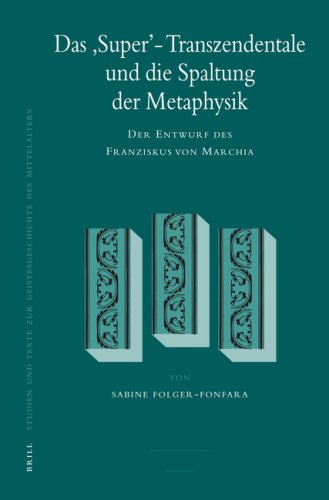 Das ‚Super’-Transzendentale
und die Spaltung
der Metaphysik
Der Entwurf des
Franziskus von Marchia
von
Sabine Folger-Fonfara
BRILL
STUDIEN UND TEXTE ZUR GEISTESGESCHICHTE DES MITTELALTERS